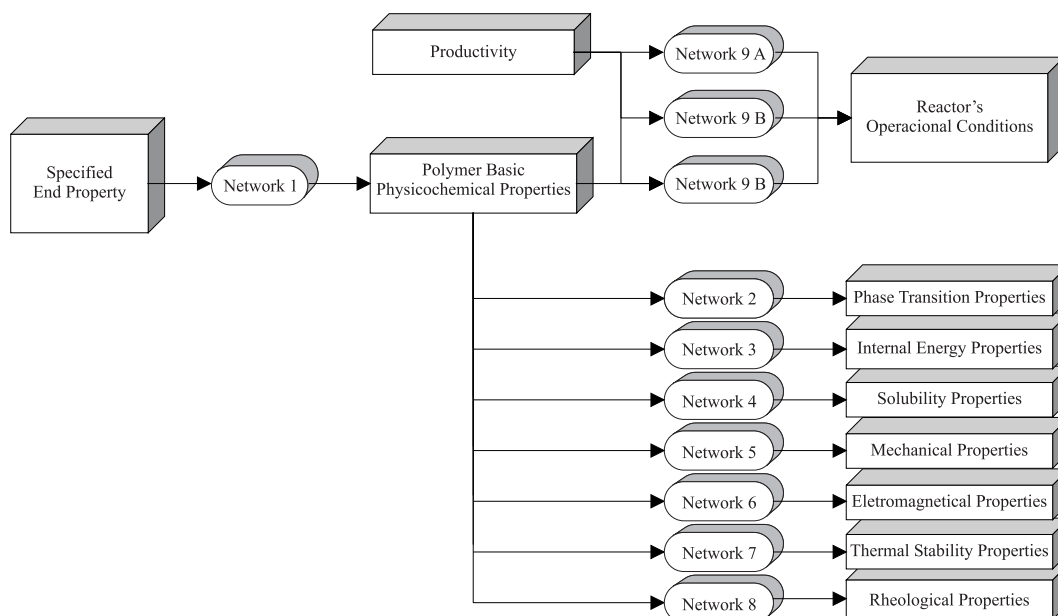 Productivity
Network 9 A
Network 9 B
Reactor's
Operacional Conditions
Specified
End Property
Network 1
Polymer Basic
Physicochemical Properties
Network 9 B
Network 2
Phase Transition Properties
Network 3
Internal Energy Properties
Network 4
Solubility Properties
Network 5
Mechanical Properties
Network 6
Eletromagnetical Properties
Network 7
Thermal Stability Properties
Network 8
Rheological Properties